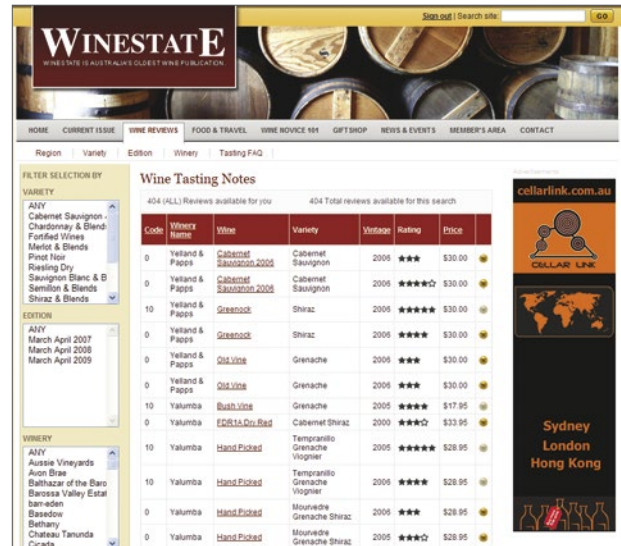 Sign out | Search site: GO
WINESTATE
WINESTATE IS AUSTRALIA'S OLDEST WINE PUBLICATION.
HOME CURRENT ISSUE WINE REVIEWS FOOD & TRAVEL WINE NOVICE 101 GIFTSHOP NEWS & EVENTS MEMBER'S AREA CONTACT
Region Variety Edition Winery Tasting FAQ
FILTER SELECTION BY
VARIETY
ANY
Cabernet Sauvignon
Chardonnay & Blends
Fortified Wines
Merlot & Blends
Pinot Noir
Riesling Dry
Sauvignon Blanc & B
Semillon & Blends
Shiraz & Blends
EDITION
ANY
March April 2007
March April 2008
March April 2009
WINERY
ANY
Aussie Vineyards
Avon Brae
Balthazar of the Baro
Barossa Valley Estat
barr-eden
Basedow
Bethany
Chateau Tanunda
Cicada
Wine Tasting Notes
404 (ALL) Reviews available for you 404 Total reviews available for this search
Code Winery Name Wine Variety Vintage Rating Price
0 Yelland & Papps Cabernet Sauvignon 2006 Cabernet Sauvignon 2006 ★★★ $30.00
0 Yelland & Papps Cabernet Sauvignon 2006 Cabernet Sauvignon 2006 ★★★★☆ $30.00
10 Yelland & Papps Greenock Shiraz 2006 ★★★★★ $30.00
0 Yelland & Papps Greenock Shiraz 2006 ★★★★ $30.00
0 Yelland & Papps Old Vine Grenache 2006 ★★★ $30.00
0 Yelland & Papps Old Vine Grenache 2006 ★★★ $30.00
10 Yalumba Bush Vine Grenache 2005 ★★★★ $17.95
0 Yalumba FDR1A Dry Red Cabernet Shiraz 2000 ★★★☆ $33.95
10 Yalumba Hand Picked Tempranillo Grenache Viognier 2005 ★★★★★ $28.95
10 Yalumba Hand Picked Tempranillo Grenache Viognier 2005 ★★★★ $28.95
0 Yalumba Hand Picked Mourvedre Grenache Shiraz 2006 ★★★ $28.95
0 Yalumba Hand Picked Mourvedre Grenache Shiraz 2005 ★★★☆ $28.95
cellarlink.com.au
CELLAR LINK
Sydney
London
Hong Kong